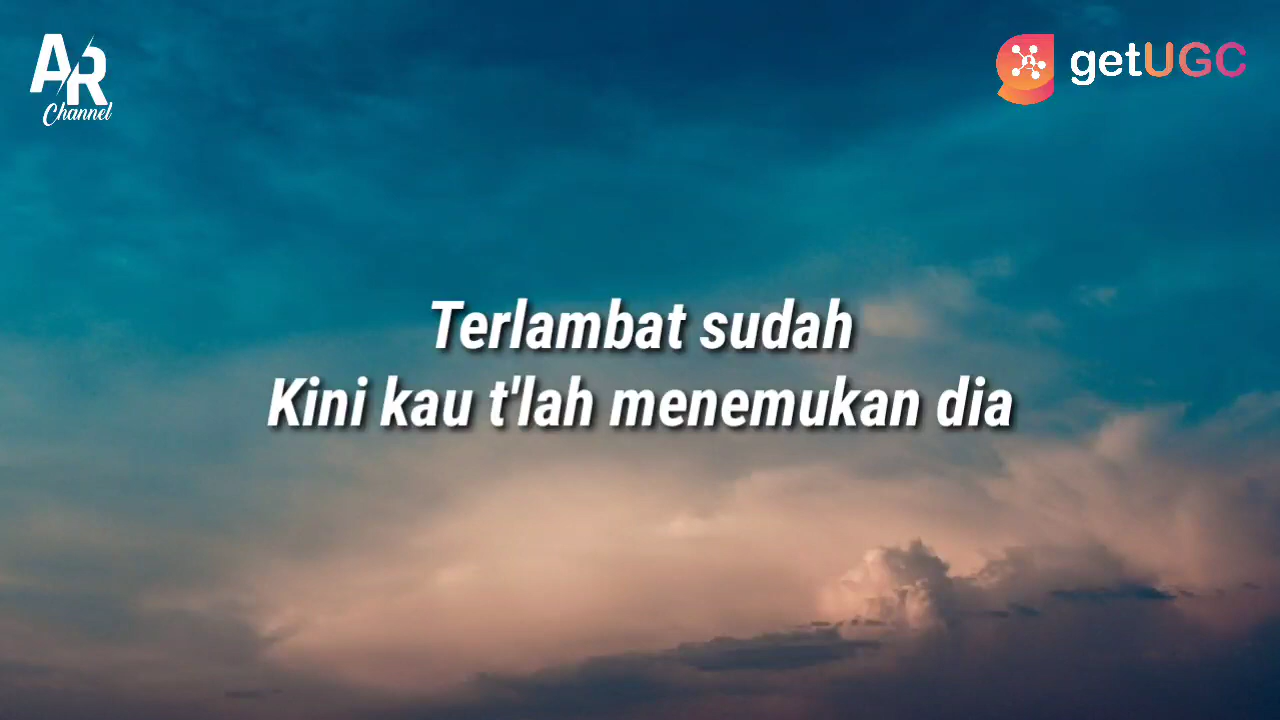 AR
Channel
getUGC
Terlambat sudah
Kini kau t'lah menemukan dia